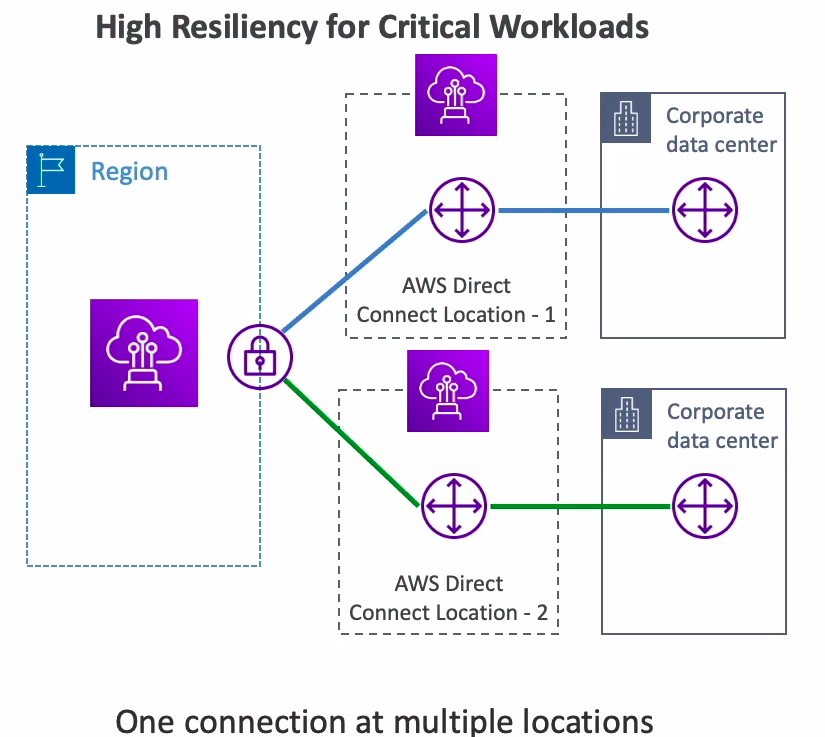 High Resiliency for Critical Workloads
Region
Corporate
data center
AWS Direct
Connect Location - 1
Corporate
data center
AWS Direct
Connect Location - 2
One connection at multiple locations